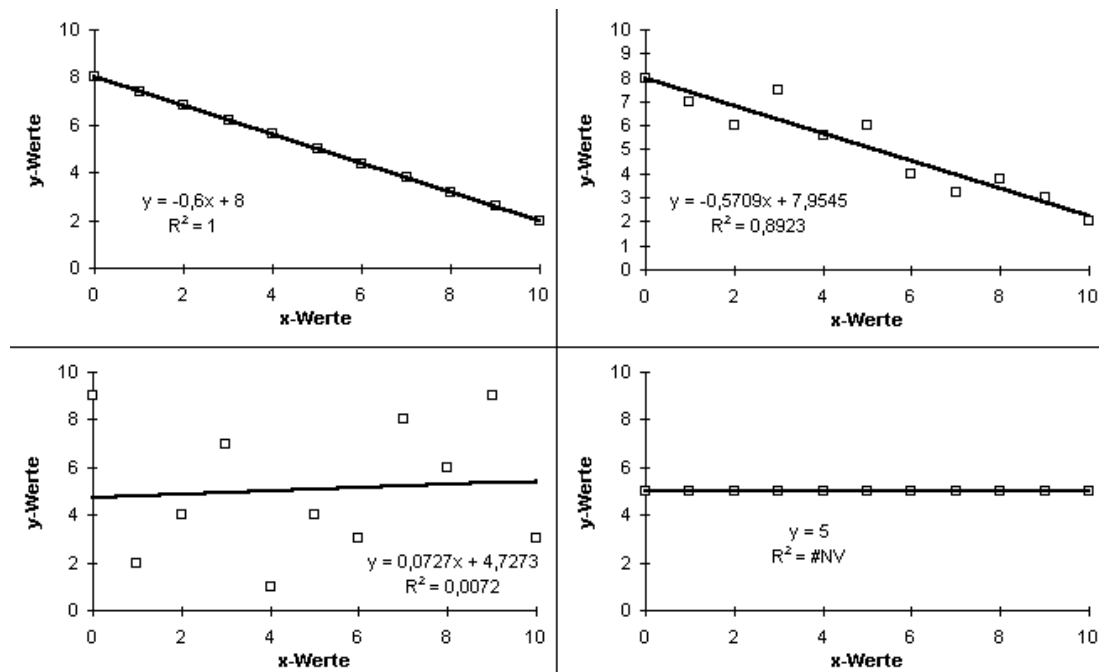 10
8
6
4
2
0
y-Werte
y = -0,6x + 8
R² = 1
0 2 4 6 8 10
x-Werte
10
9
8
7
6
5
4
3
2
1
0
y-Werte
y = -0,5709x + 7,9545
R² = 0,8923
0 2 4 6 8 10
x-Werte
10
8
6
4
2
0
y-Werte
y = 0,0727x + 4,7273
R² = 0,0072
0 2 4 6 8 10
x-Werte
10
8
6
4
2
0
y-Werte
y = 5
R² = #NV
0 2 4 6 8 10
x-Werte